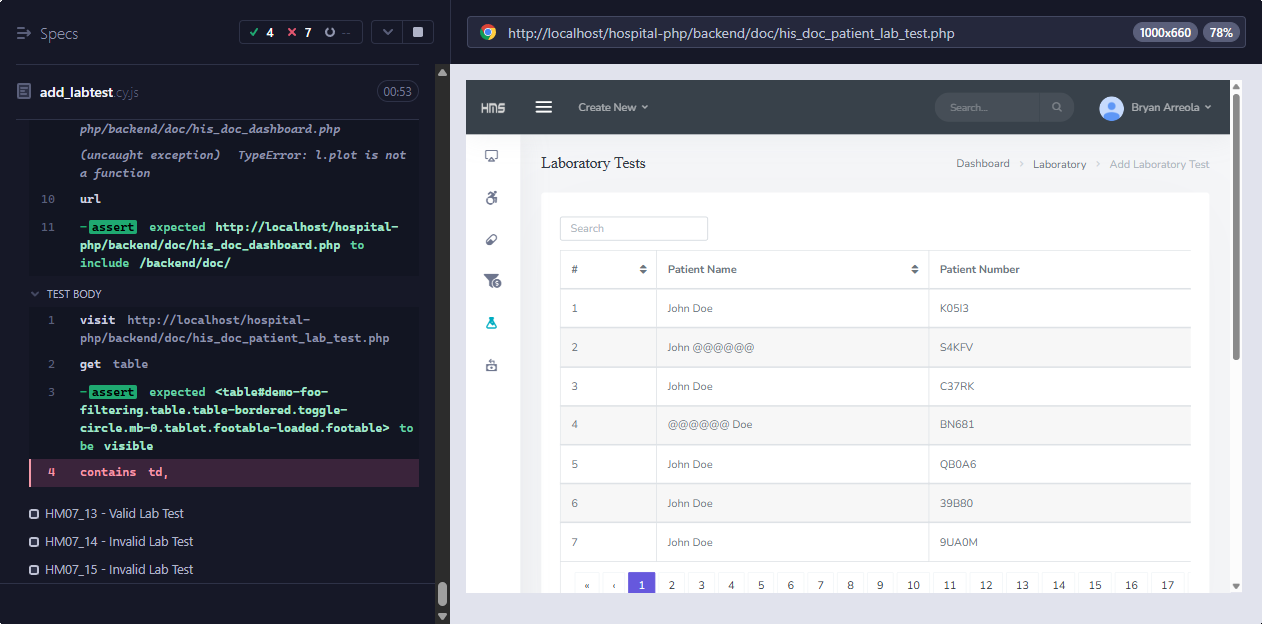 Specs
4 7 --
add_labtest.cy.js 00:53
php/backend/doc/his_doc_dashboard.php
(uncaught exception) TypeError: l.plot is not
a function
10 url
11 -assert expected http://localhost/hospital-
php/backend/doc/his_doc_dashboard.php to
include /backend/doc/
TEST BODY
1 visit http://localhost/hospital-
php/backend/doc/his_doc_patient_lab_test.php
2 get table
3 -assert expected <table#demo-foo-
filtering.table.table-bordered.toggle-
circle.mb-0.tablet.footable-loaded.footable> to
be visible
4 contains td,
HM07_13 - Valid Lab Test
HM07_14 - Invalid Lab Test
HM07_15 - Invalid Lab Test
http://localhost/hospital-php/backend/doc/his_doc_patient_lab_test.php 1000x660 78%
HMS Create New Search... Bryan Arreola
Laboratory Tests Dashboard > Laboratory > Add Laboratory Test
Search
# Patient Name Patient Number
1 John Doe K05I3
2 John @@@@@@ S4KFV
3 John Doe C37RK
4 @@@@@@ Doe BN681
5 John Doe QB0A6
6 John Doe 39B80
7 John Doe 9UA0M
« ‹ 1 2 3 4 5 6 7 8 9 10 11 12 13 14 15 16 17